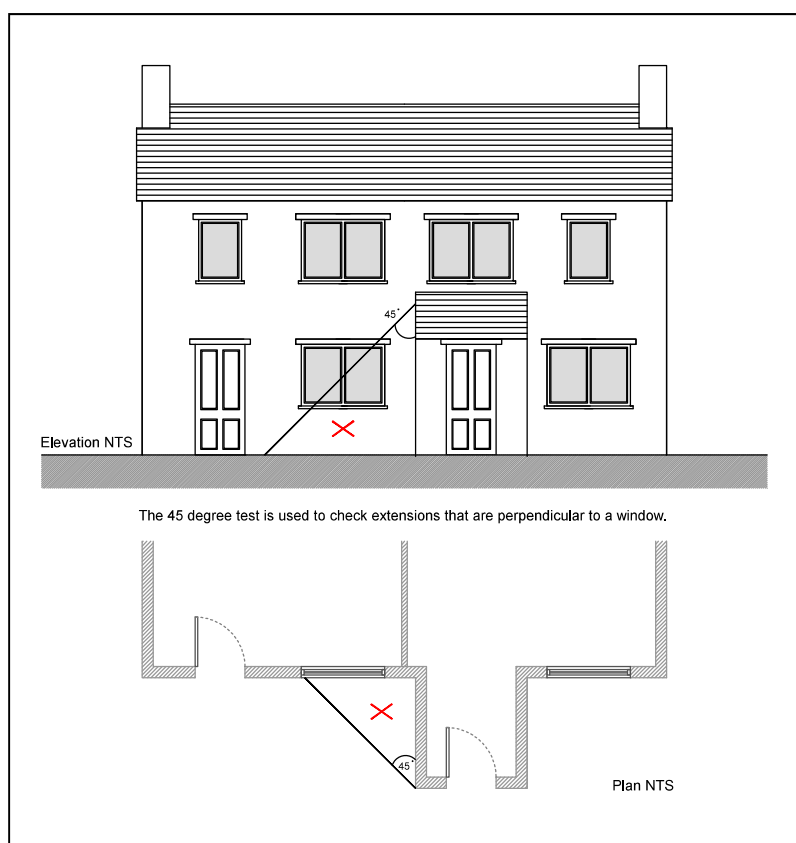 45°
Elevation NTS
The 45 degree test is used to check extensions that are perpendicular to a window.
45°
Plan NTS